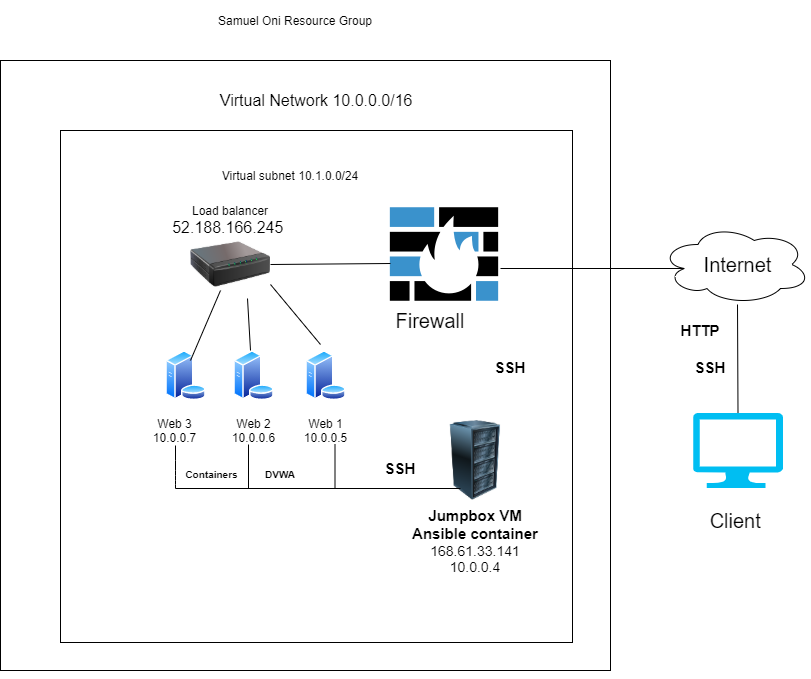 Samuel Oni Resource Group
Virtual Network 10.0.0.0/16
Virtual subnet 10.1.0.0/24
Load balancer
52.188.166.245
Firewall
Internet
HTTP
SSH
SSH
Web 3
10.0.0.7
Web 2
10.0.0.6
Web 1
10.0.0.5
Containers
DVWA
SSH
Jumpbox VM
Ansible container
168.61.33.141
10.0.0.4
Client